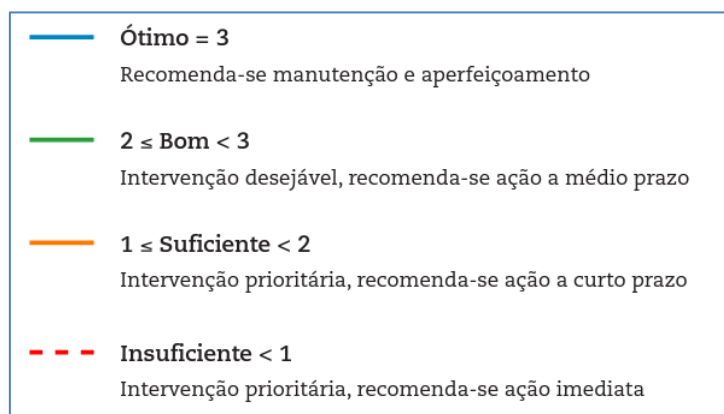 Ótimo = 3
Recomenda-se manutenção e aperfeiçoamento
2 ≤ Bom < 3
Intervenção desejável, recomenda-se ação a médio prazo
1 ≤ Suficiente < 2
Intervenção prioritária, recomenda-se ação a curto prazo
Insuficiente < 1
Intervenção prioritária, recomenda-se ação imediata